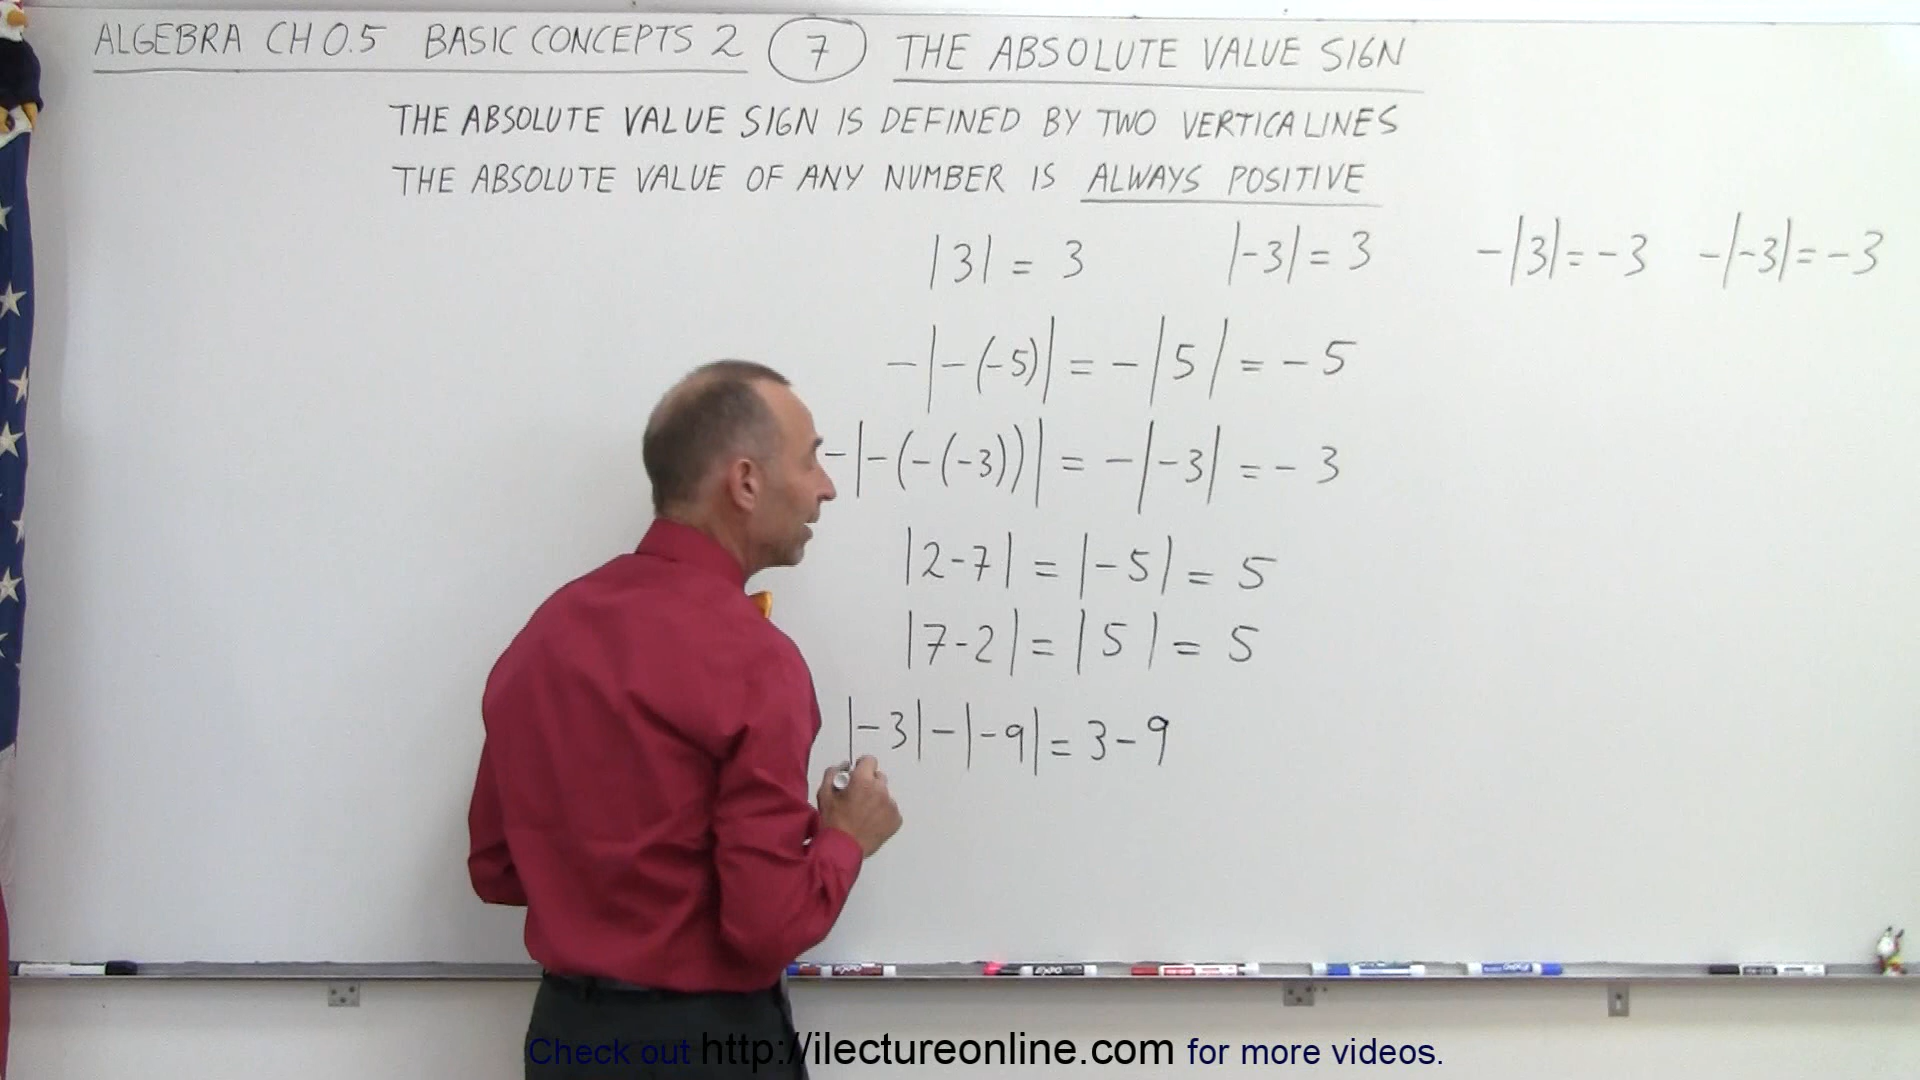 ALGEBRA CH 0.5 BASIC CONCEPTS 2 7 THE ABSOLUTE VALUE SIGN
THE ABSOLUTE VALUE SIGN IS DEFINED BY TWO VERTICALINES
THE ABSOLUTE VALUE OF ANY NUMBER IS ALWAYS POSITIVE
|3| = 3 |-3| = 3 -|3| = -3 -|-3| = -3
-|-(-5)| = -|5| = -5
-|-(-(-3))| = -|-3| = -3
|2-7| = |-5| = 5
|7-2| = |5| = 5
|-3|-|-9| = 3-9
Check out http://ilectureonline.com for more videos.